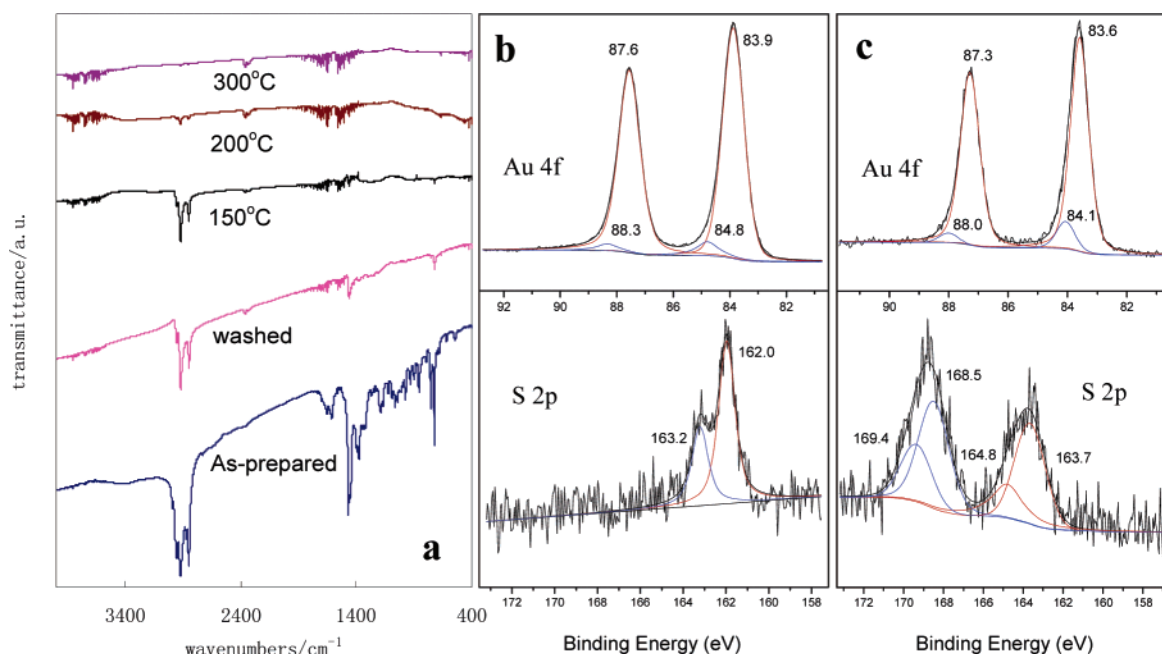 transmittance/a.u.
300°C
200°C
150°C
washed
As-prepared
a
3400 2400 1400 400
wavenumbers/cm⁻¹
b
87.6
83.9
Au 4f
88.3
84.8
92 90 88 86 84 82
S 2p
162.0
163.2
172 170 168 166 164 162 160 158
Binding Energy (eV)
c
87.3
83.6
Au 4f
88.0
84.1
90 88 86 84 82
168.5
S 2p
169.4
164.8
163.7
172 170 168 166 164 162 160 158
Binding Energy (eV)